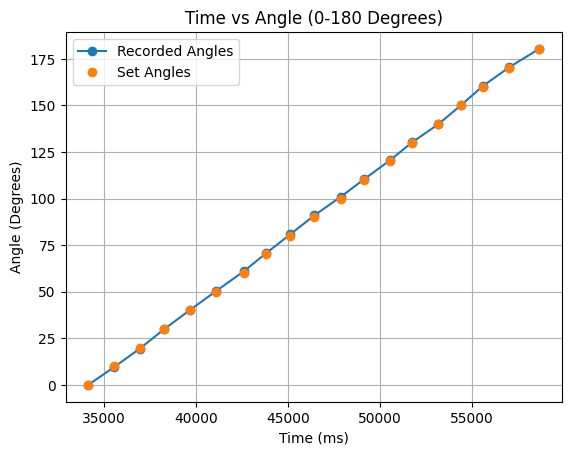 Time vs Angle (0-180 Degrees)
Recorded Angles
Set Angles
Angle (Degrees)
175
150
125
100
75
50
25
0
35000 40000 45000 50000 55000
Time (ms)